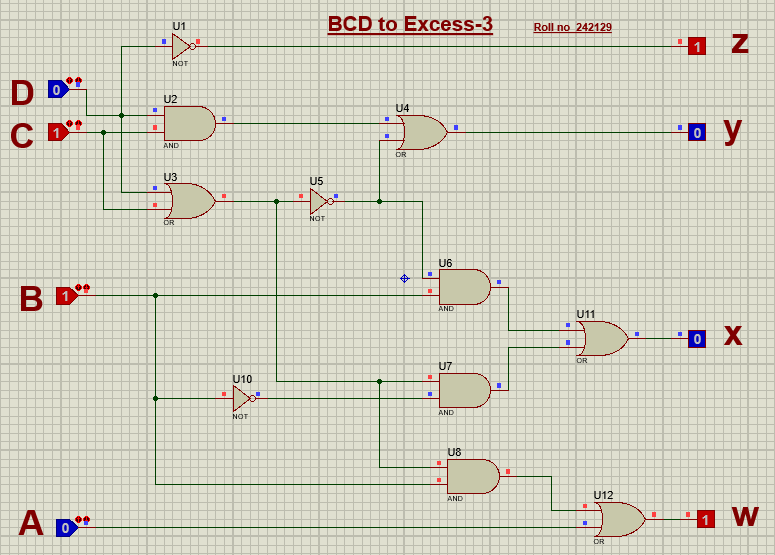 BCD to Excess-3
Roll no 242129
U1
NOT
1
z
D
0
U2
AND
C
1
U4
OR
0
y
U3
OR
U5
NOT
U6
AND
B
1
U11
OR
0
x
U7
AND
U10
NOT
U8
AND
U12
OR
A
0
1
w